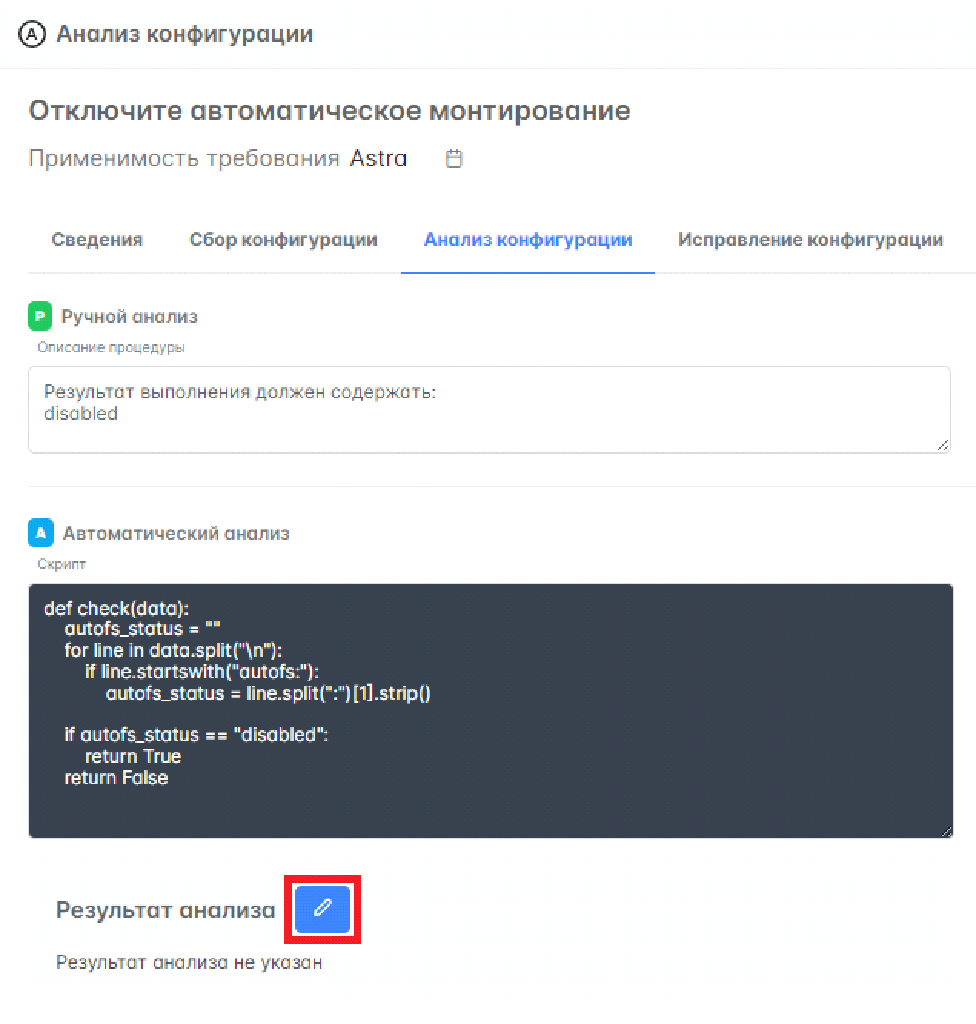 A Анализ конфигурации
Отключите автоматическое монтирование
Применимость требования Astra
Сведения Сбор конфигурации Анализ конфигурации Исправление конфигурации
Р Ручной анализ
Описание процедуры
Результат выполнения должен содержать:
disabled
А Автоматический анализ
Скрипт
def check(data):
    autofs_status = ""
    for line in data.split("\n"):
        if line.startswith("autofs:"):
            autofs_status = line.split(":")[1].strip()
    if autofs_status == "disabled":
        return True
    return False
Результат анализа
Результат анализа не указан